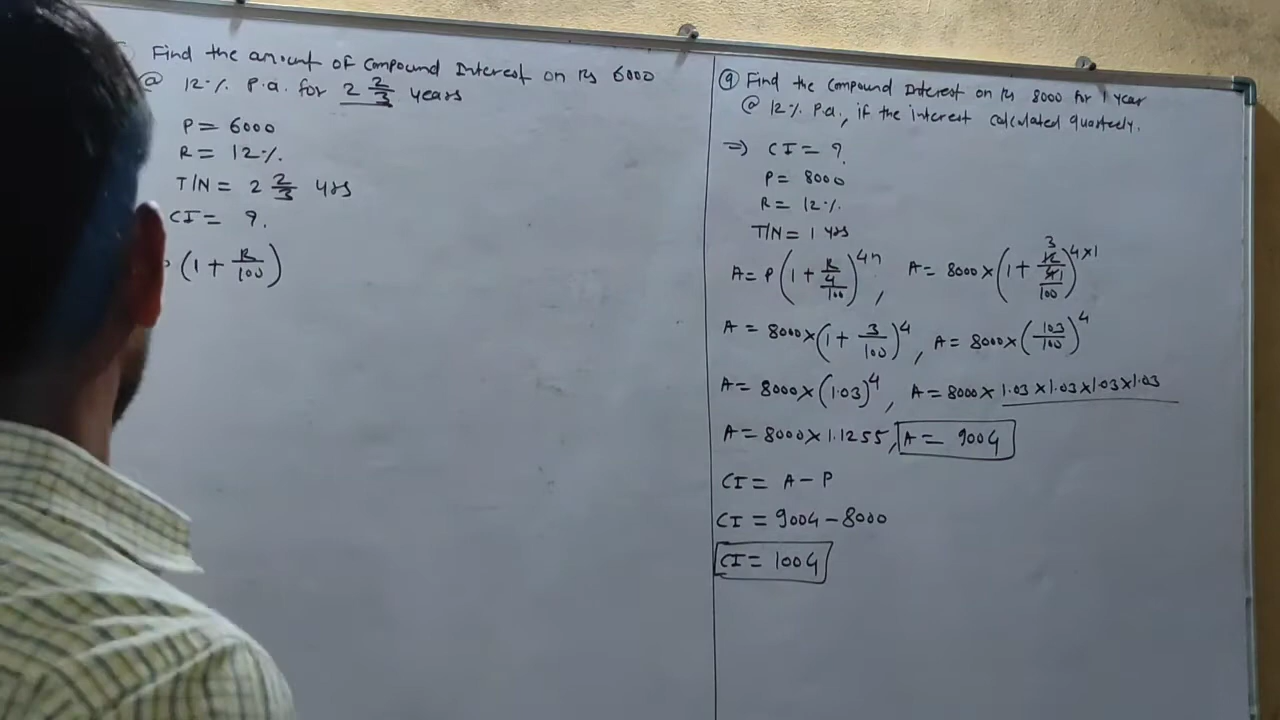 Find the amount of Compound Interest on Rs 6000
@ 12% P.a. for 2 2/3 years
P = 6000
R = 12%.
T/N = 2 2/3 yrs
CI = ?.
(1 + R/100)
9 Find the Compound Interest on Rs 8000 for 1 year
@ 12% P.a., if the interest calculated quarterly.
=> CI = ?
P = 8000
R = 12%.
T/N = 1 yrs
A = P(1 + R/4/100)^4n, A = 8000 × (1 + 12 3/4 1/100)^4×1
A = 8000 × (1 + 3/100)^4, A = 8000 × (103/100)^4
A = 8000 × (1.03)^4, A = 8000 × 1.03 × 1.03 × 1.03 × 1.03
A = 8000 × 1.1255, A = 9004
CI = A - P
CI = 9004 - 8000
CI = 1004